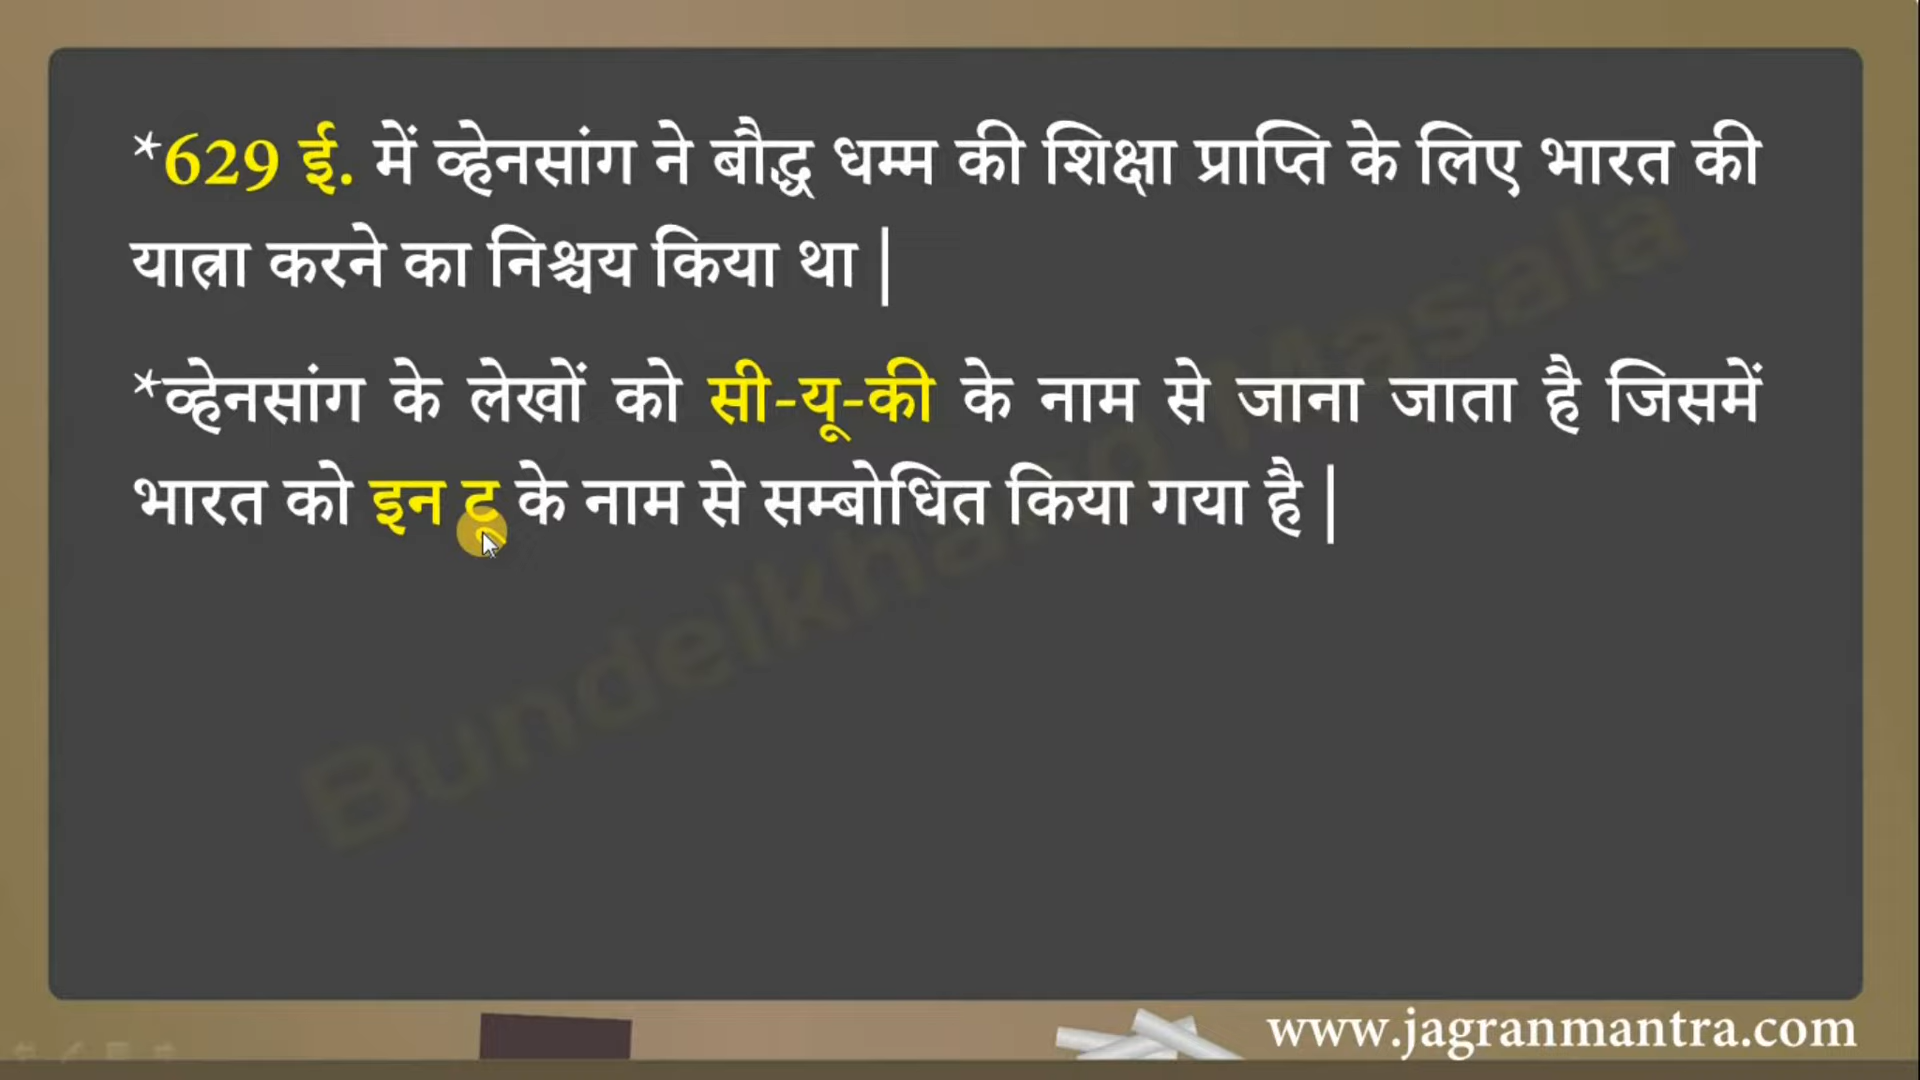 *629 ई. में व्हेनसांग ने बौद्ध धम्म की शिक्षा प्राप्ति के लिए भारत की
यात्रा करने का निश्चय किया था |
*व्हेनसांग के लेखों को सी-यू-की के नाम से जाना जाता है जिसमें
भारत को इन टू के नाम से सम्बोधित किया गया है |
Bundelkhand Masala
www.jagranmantra.com